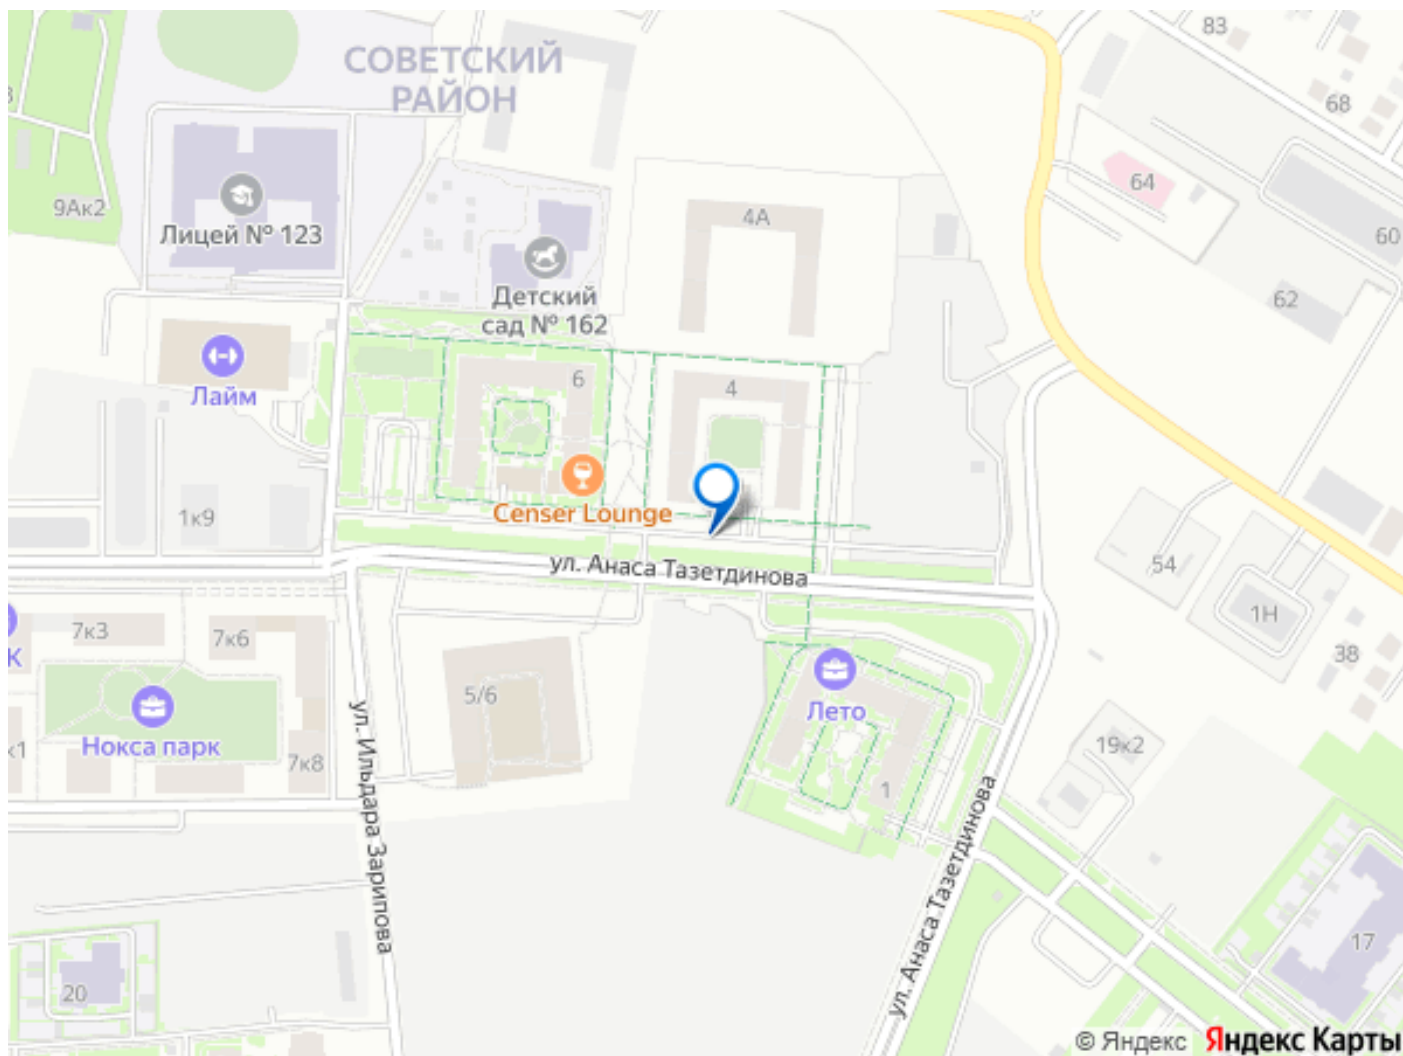 83
СОВЕТСКИЙ
РАЙОН
68
64
9Ак2
Лицей № 123
4А
60
Детский
сад № 162
62
6
4
Лайм
1к9
Censer Lounge
ул. Анаса Тазетдинова
54
1Н
7к3
7к6
К
38
5/6
Лето
Нокса парк
к1
7к8
19к2
1
ул. Ильдара Зарипова
ул. Анаса Тазетдинова
17
20
© Яндекс Яндекс Карты